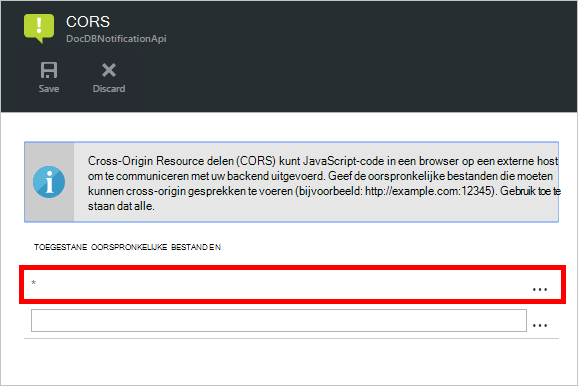 CORS
DocDBNotificationApi
Save Discard
Cross-Origin Resource delen (CORS) kunt JavaScript-code in een browser op een externe host
om te communiceren met uw backend uitgevoerd. Geef de oorspronkelijke bestanden die moeten
kunnen cross-origin gesprekken te voeren (bijvoorbeeld: http://example.com:12345). Gebruik toe te
staan dat alle.
TOEGESTANE OORSPRONKELIJKE BESTANDEN
* ...
...